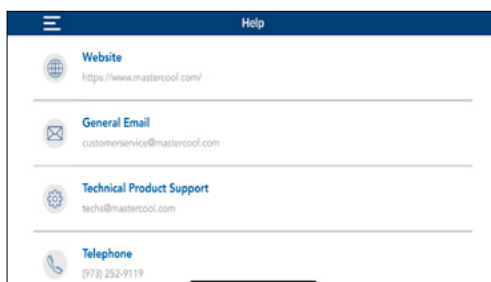 Help
Website
https://www.mastercool.com/
General Email
customerservice@mastercool.com
Technical Product Support
techs@mastercool.com
Telephone
(973) 252-9119